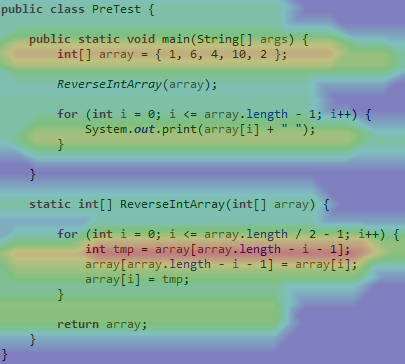 public class PreTest {
public static void main(String[] args) {
int[] array = { 1, 6, 4, 10, 2 };
ReverseIntArray(array);
for (int i = 0; i <= array.length - 1; i++) {
System.out.print(array[i] + " ");
}
}
static int[] ReverseIntArray(int[] array) {
for (int i = 0; i <= array.length / 2 - 1; i++) {
int tmp = array[array.length - i - 1];
array[array.length - i - 1] = array[i];
array[i] = tmp;
}
return array;
}
}